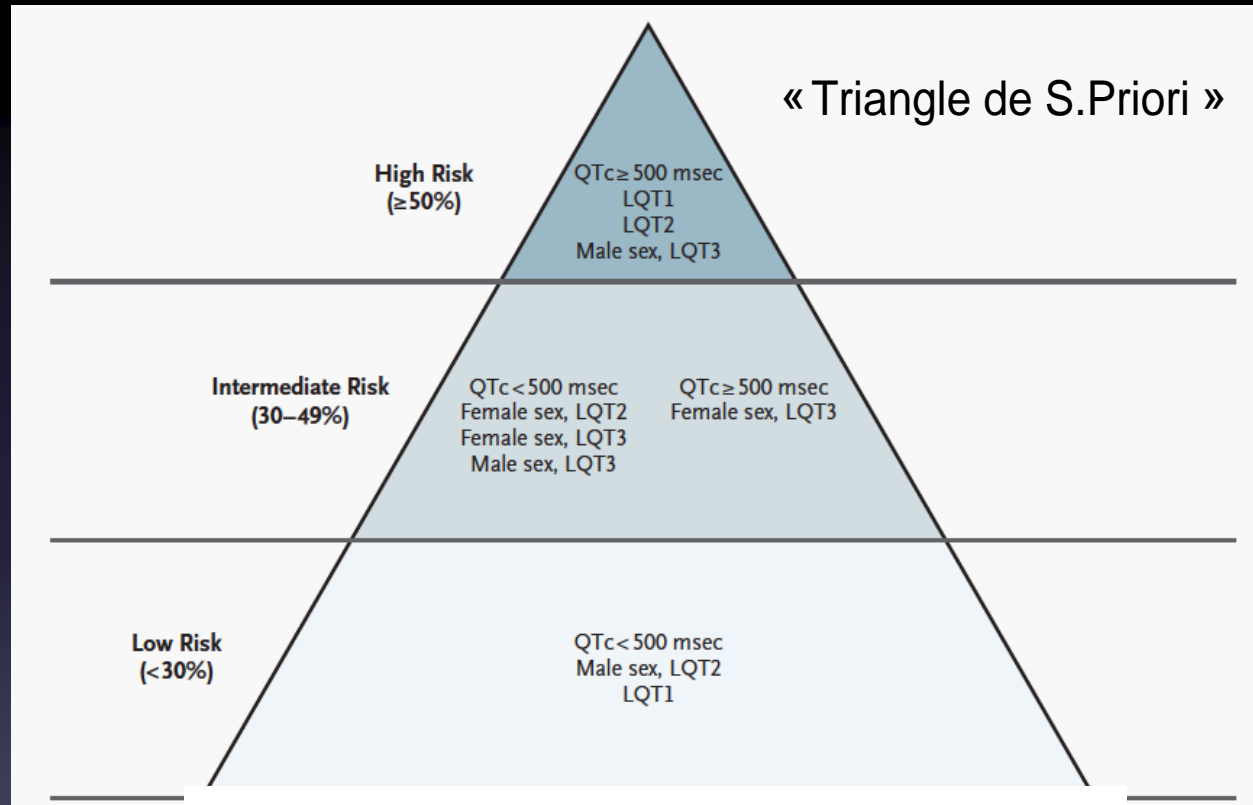 « Triangle de S.Priori »
High Risk
(≥50%)
QTc≥500 msec
LQT1
LQT2
Male sex, LQT3
Intermediate Risk
(30–49%)
QTc<500 msec
Female sex, LQT2
Female sex, LQT3
Male sex, LQT3
QTc≥500 msec
Female sex, LQT3
Low Risk
(<30%)
QTc<500 msec
Male sex, LQT2
LQT1